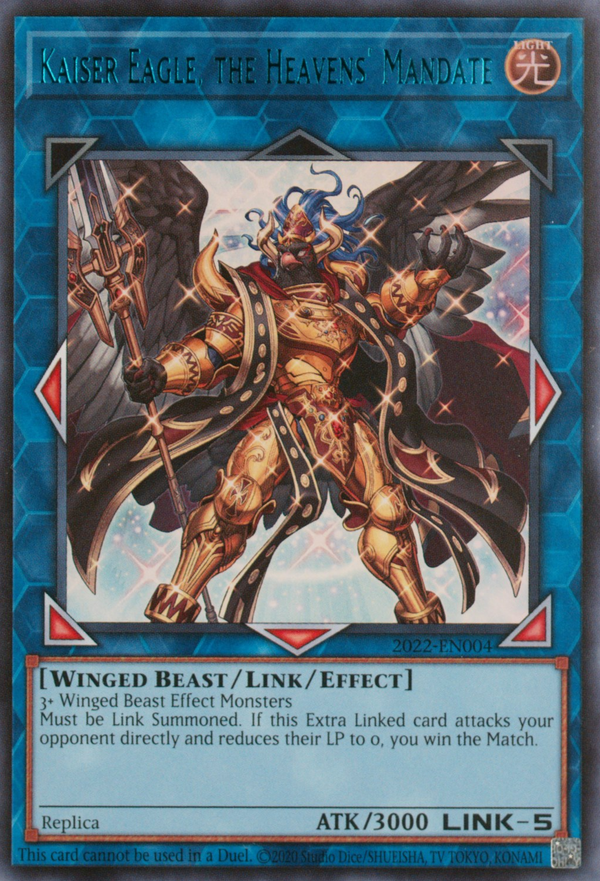 Kaiser Eagle, the Heavens' Mandate
LIGHT
光
2022-EN004
[Winged Beast/Link/Effect]
3+ Winged Beast Effect Monsters
Must be Link Summoned. If this Extra Linked card attacks your
opponent directly and reduces their LP to 0, you win the Match.
Replica
ATK/3000 LINK-5
This card cannot be used in a Duel. ©2020 Studio Dice/SHUEISHA, TV TOKYO, KONAMI